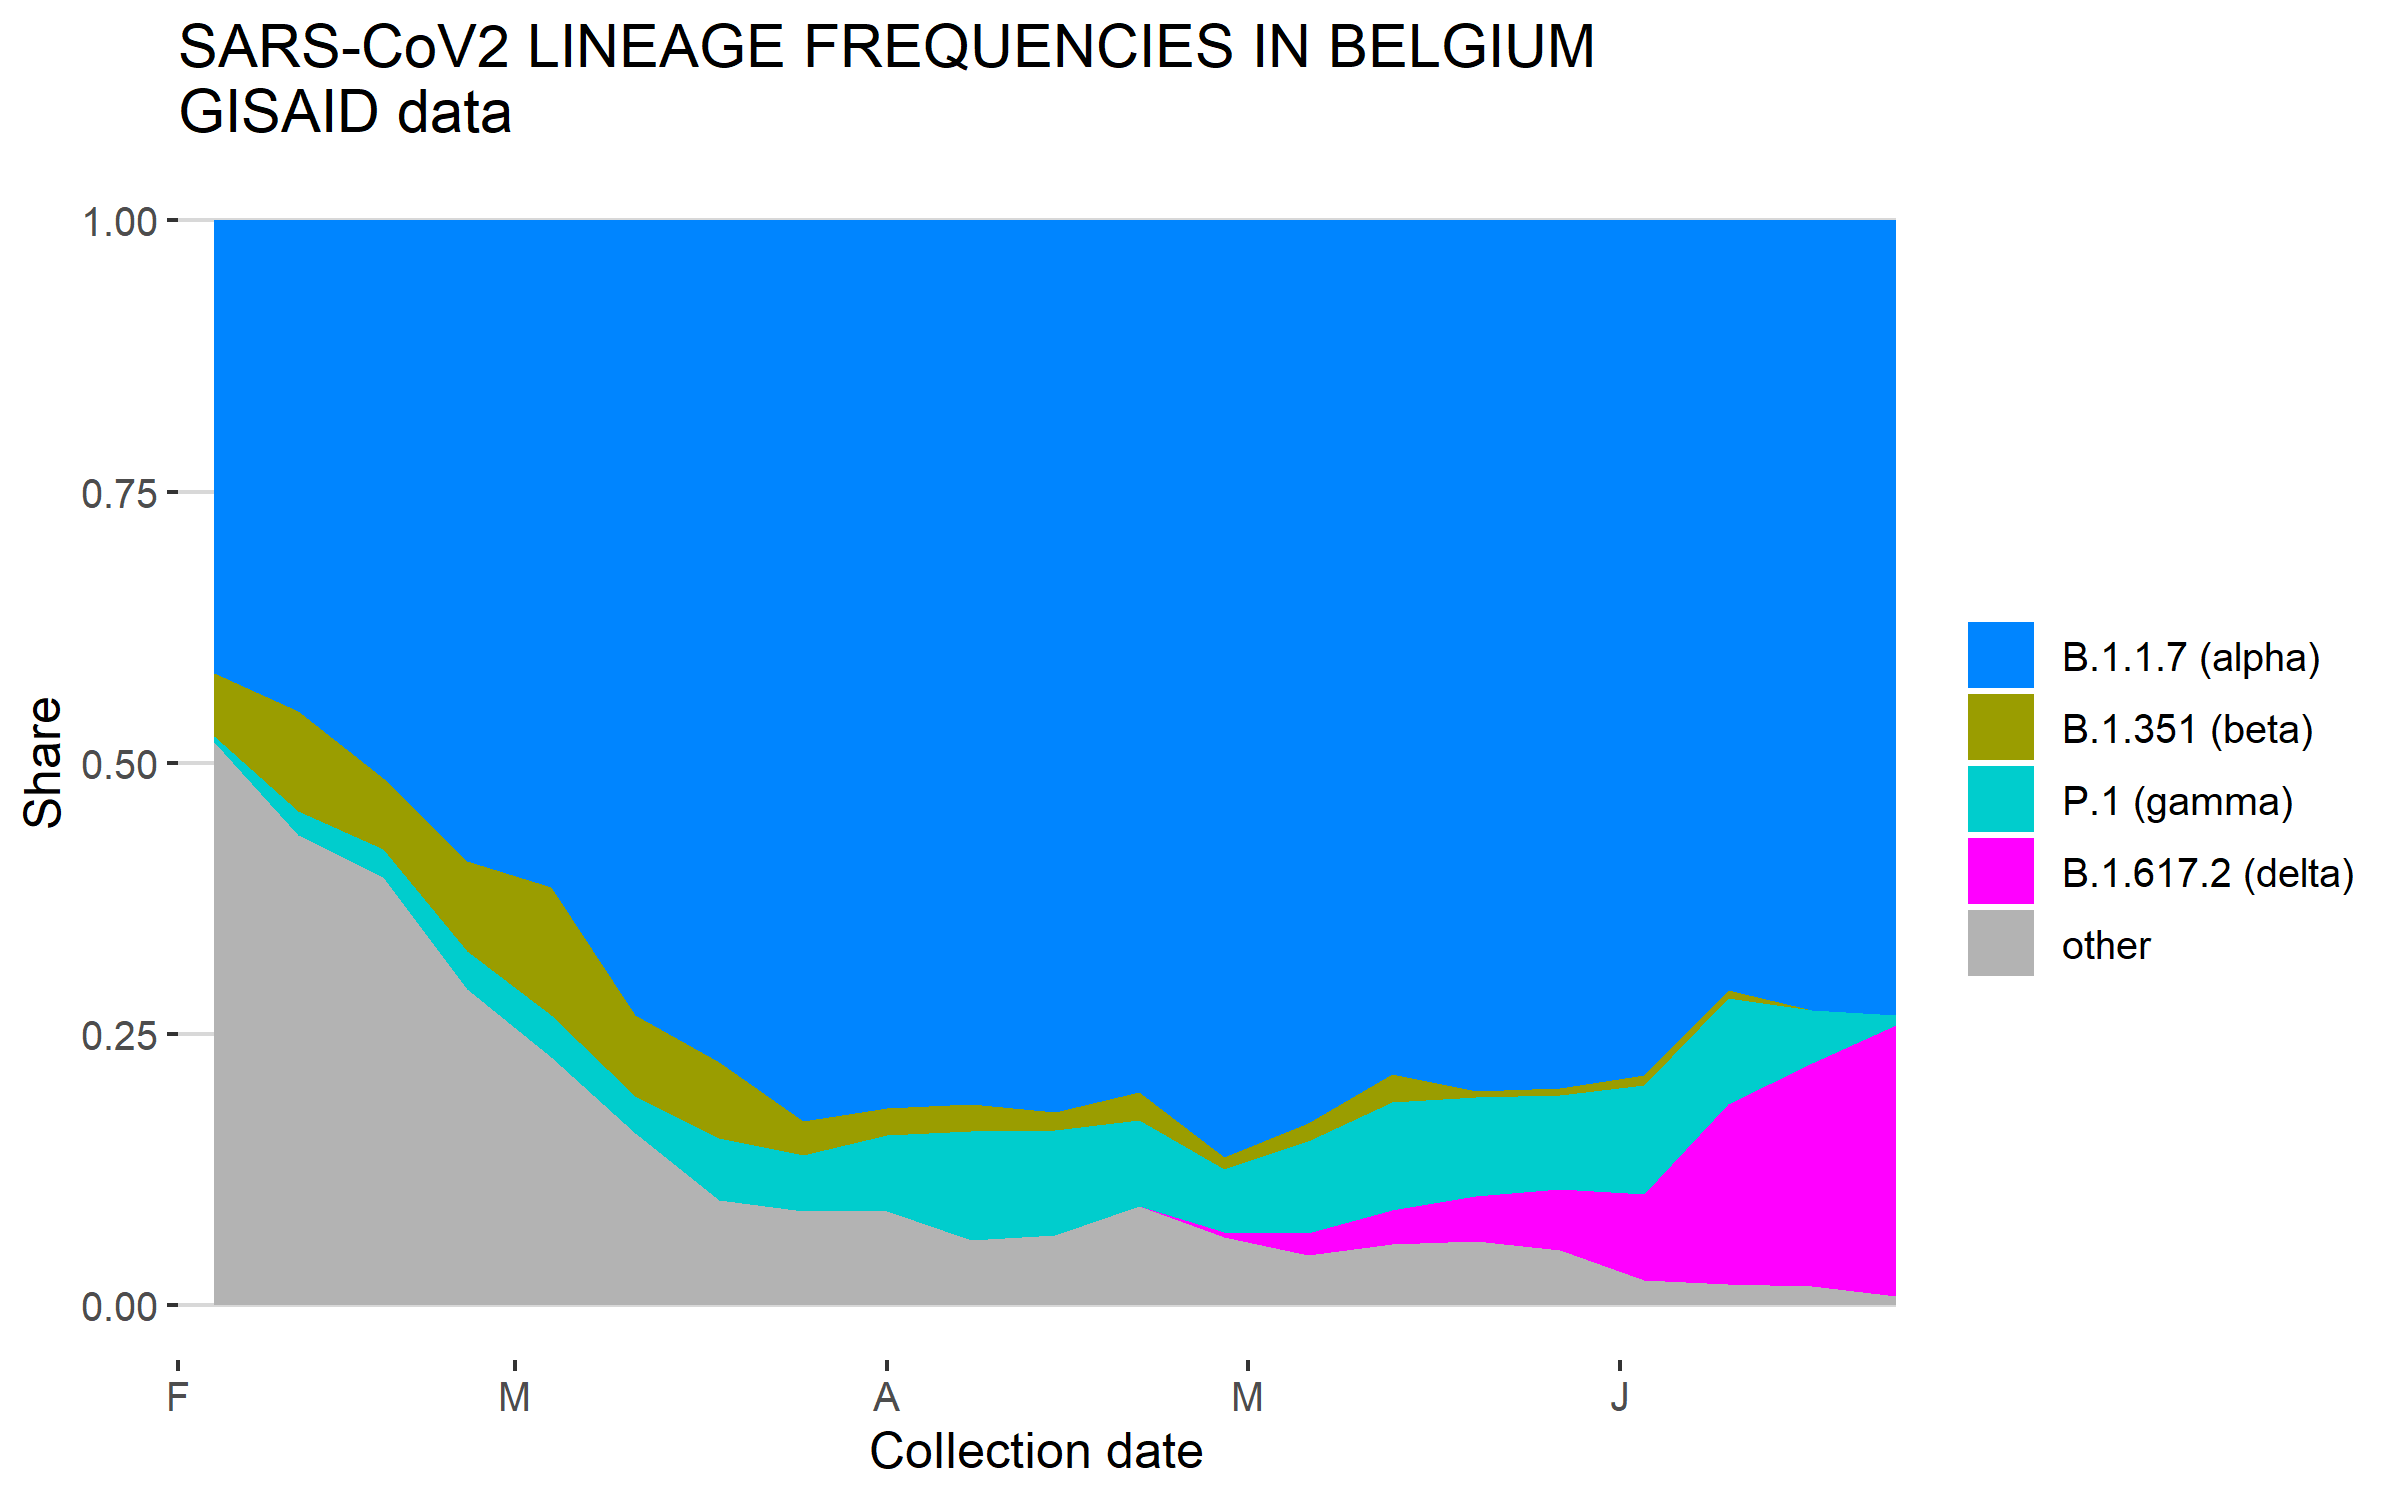 SARS-CoV2 LINEAGE FREQUENCIES IN BELGIUM
GISAID data
1.00
0.75
0.50
0.25
0.00
Share
F M A M J
Collection date
B.1.1.7 (alpha)
B.1.351 (beta)
P.1 (gamma)
B.1.617.2 (delta)
other